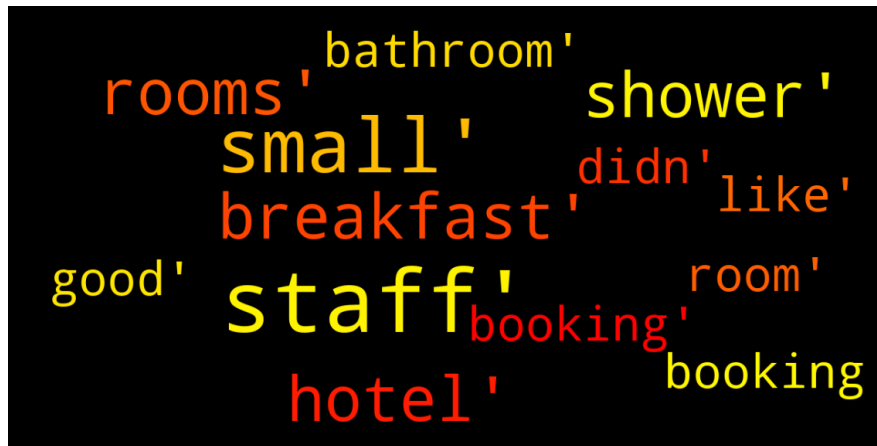 bathroom'
rooms'
shower'
small'
didn'
like'
breakfast'
good'
room'
staff'
booking'
booking
hotel'